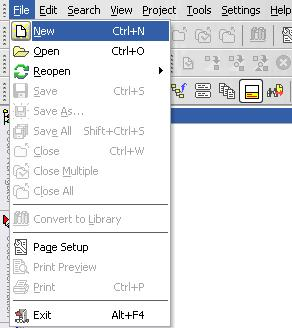 File Edit Search View Project Tools Settings Help
New Ctrl+N
Open Ctrl+O
Reopen
Save Ctrl+S
Save As...
Save All Shift+Ctrl+S
Close Ctrl+W
Close Multiple
Close All
Convert to Library
Page Setup
Print Preview
Print Ctrl+P
Exit Alt+F4